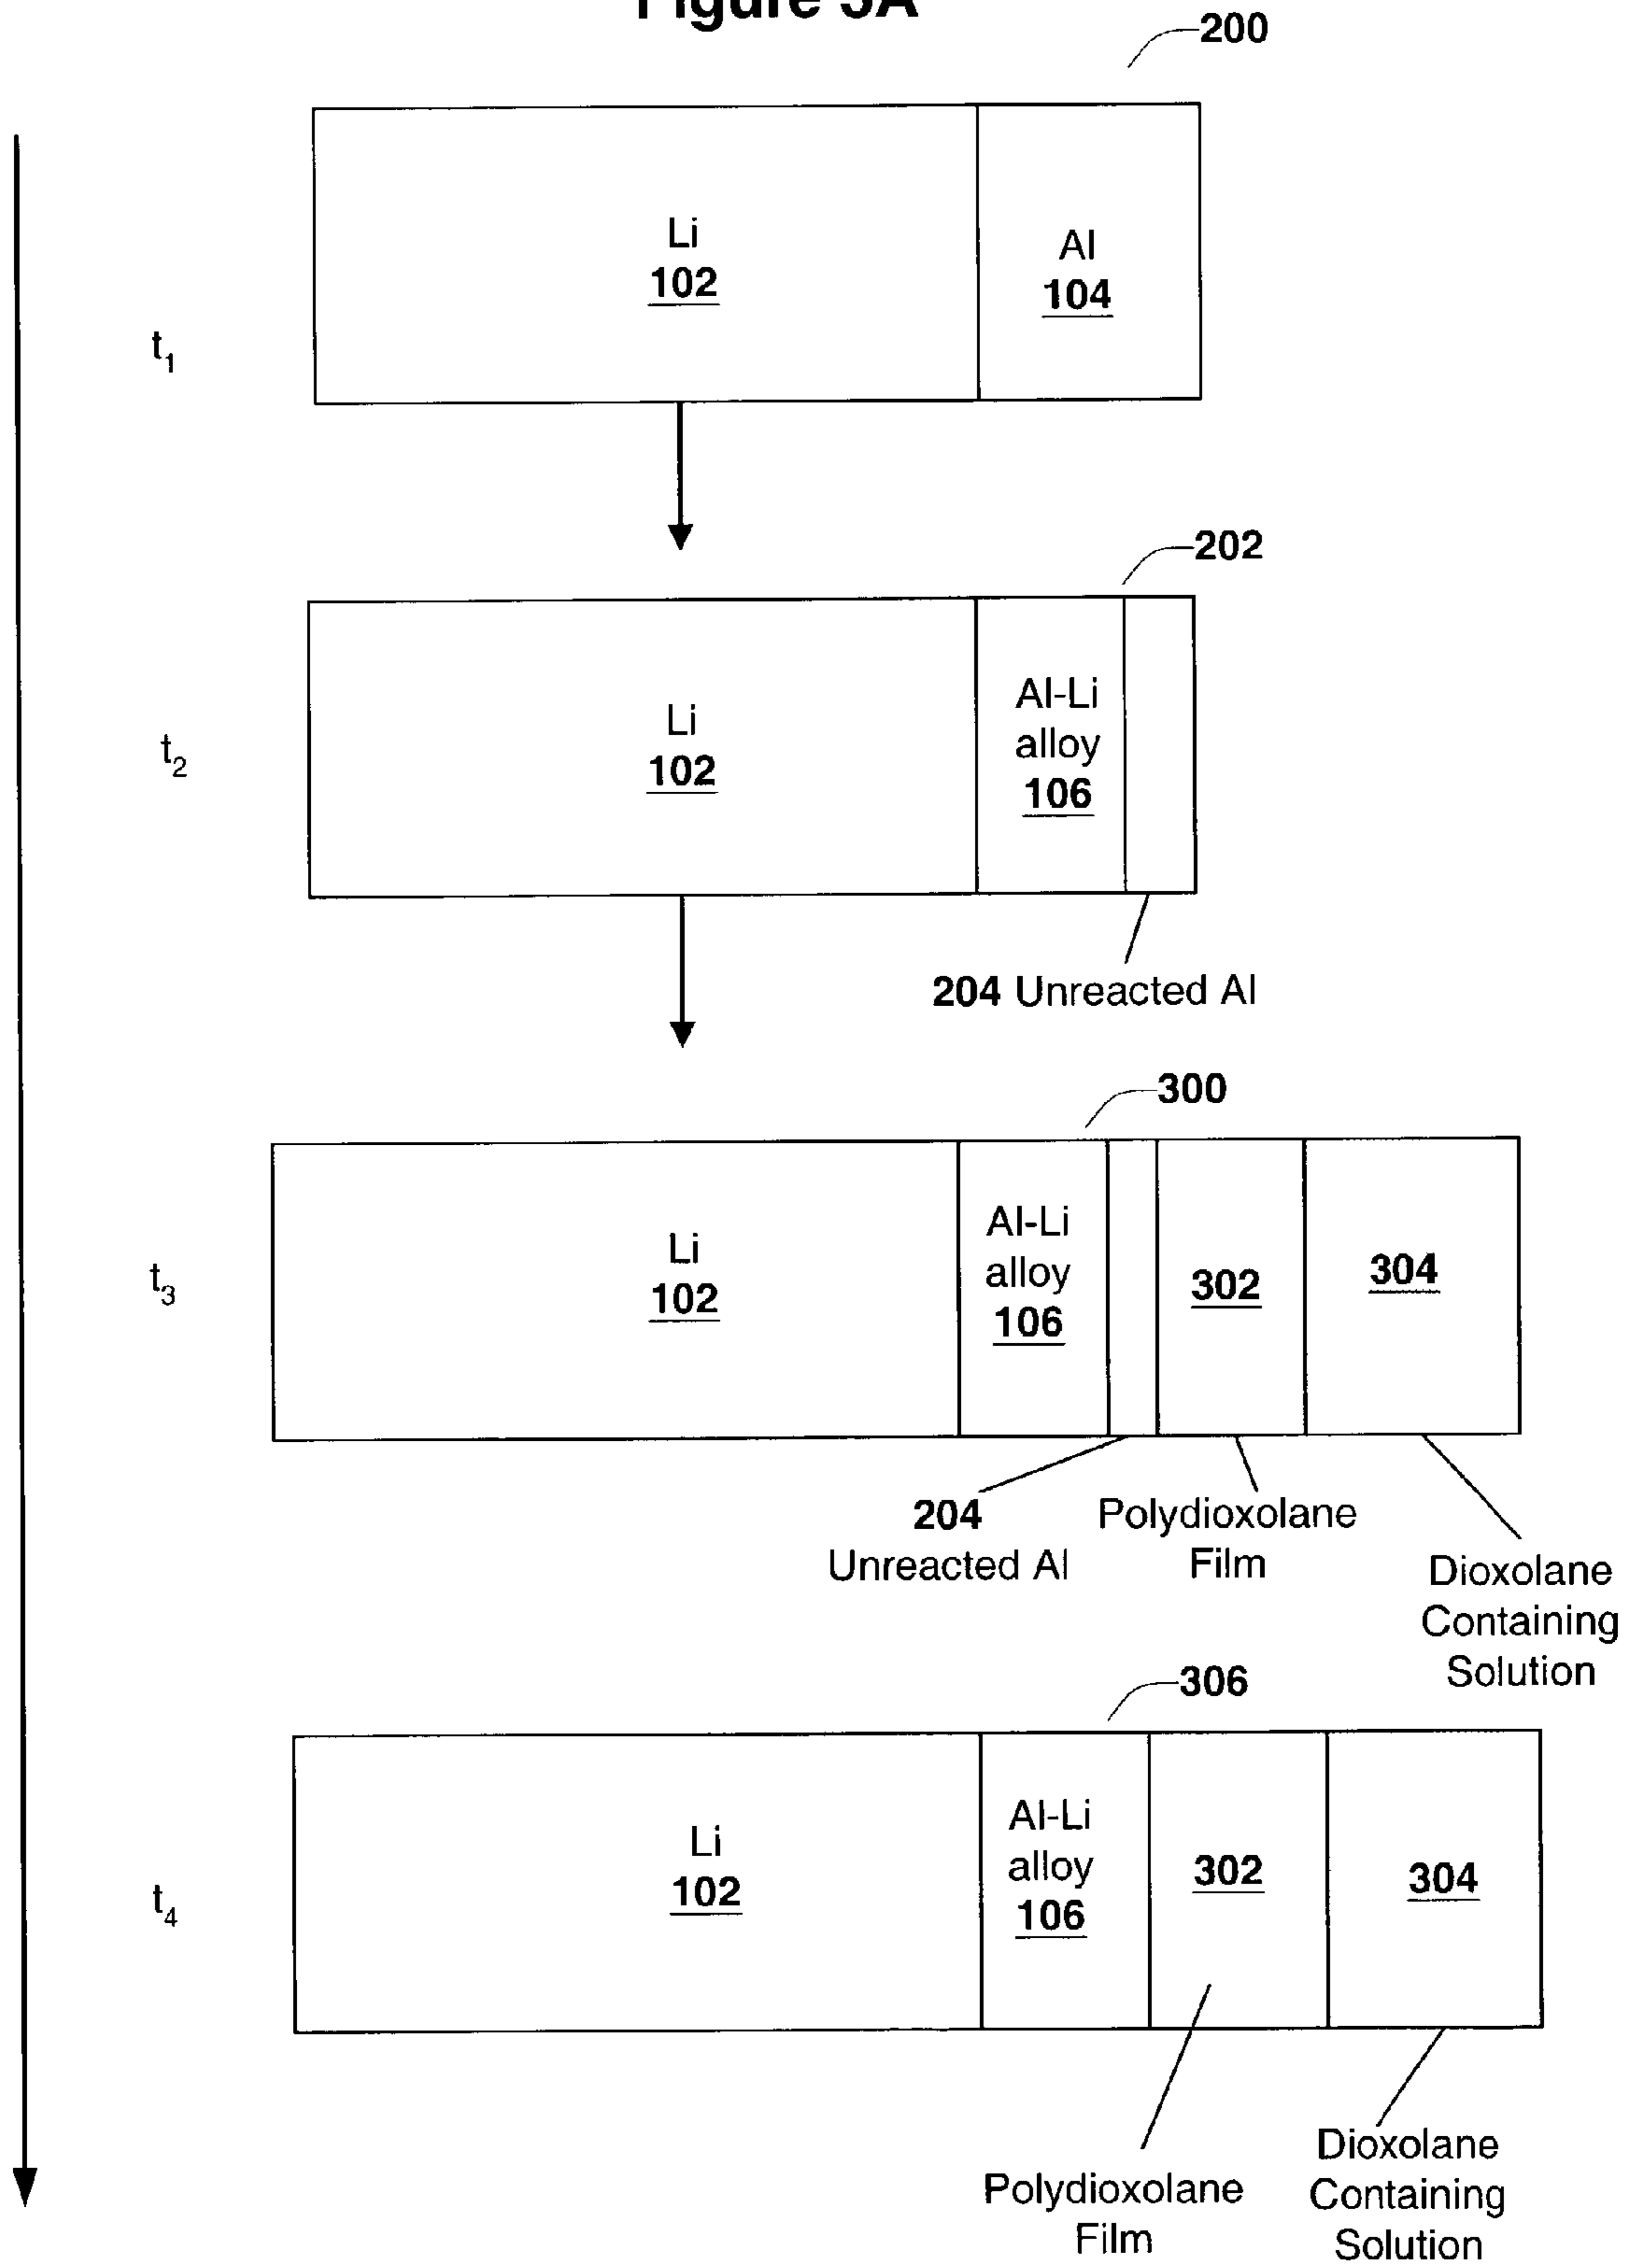 Figure 3A
200
Li
102
Al
104
t1
202
Li
102
Al-Li
alloy
106
t2
204 Unreacted Al
300
Li
102
Al-Li
alloy
106
302
304
t3
204
Unreacted Al
Polydioxolane
Film
Dioxolane
Containing
Solution
306
Li
102
Al-Li
alloy
106
302
304
t4
Polydioxolane
Film
Dioxolane
Containing
Solution